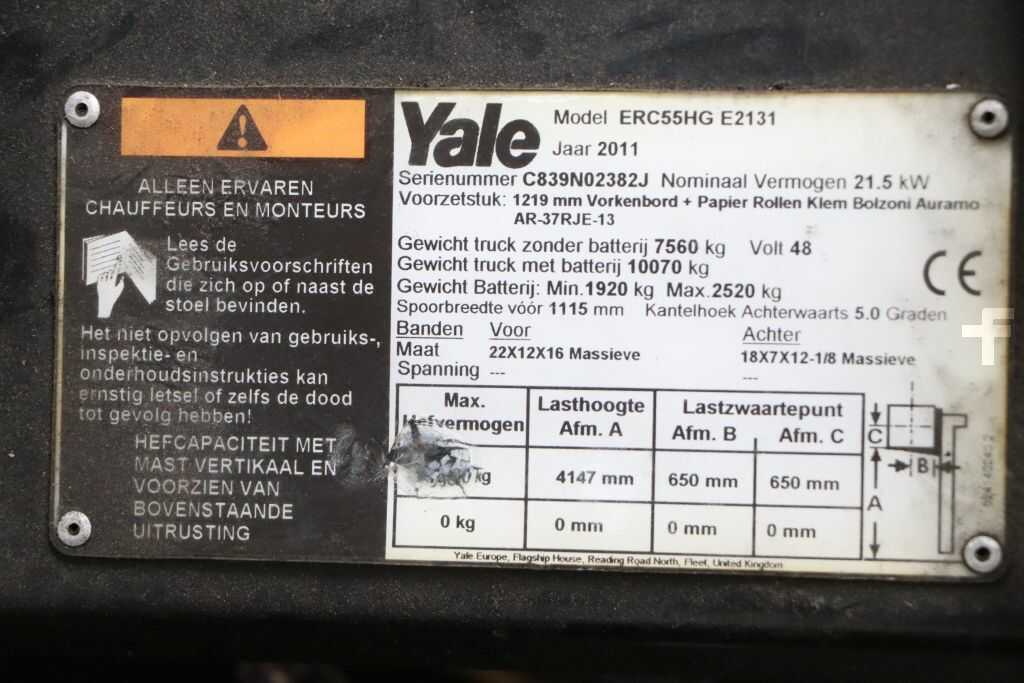 ALLEEN ERVAREN
CHAUFFEURS EN MONTEURS
Lees de
Gebruiksvoorschriften
die zich op of naast de
stoel bevinden.
Het niet opvolgen van gebruiks-,
inspektie- en
onderhoudsinstrukties kan
ernstig letsel of zelfs de dood
tot gevolg hebben!
HEFCAPACITEIT MET
MAST VERTIKAAL EN
VOORZIEN VAN
BOVENSTAANDE
UITRUSTING
Yale
Model ERC55HG E2131
Jaar 2011
Serienummer C839N02382J Nominaal Vermogen 21.5 kW
Voorzetstuk: 1219 mm Vorkenbord + Papier Rollen Klem Bolzoni Auramo
AR-37RJE-13
Gewicht truck zonder batterij 7560 kg Volt 48
Gewicht truck met batterij 10070 kg
Gewicht Batterij: Min.1920 kg Max.2520 kg
CE
Spoorbreedte vóór 1115 mm Kantelhoek Achterwaarts 5.0 Graden
Banden Voor Achter
Maat 22X12X16 Massieve 18X7X12-1/8 Massieve
Spanning --- ---
Max. Lasthoogte Lastzwaartepunt
Hefvermogen Afm. A Afm. B Afm. C
kg 4147 mm 650 mm 650 mm
0 kg 0 mm 0 mm 0 mm
C
B
A
Yale Europe, Flagship House, Reading Road North, Fleet, United Kingdom
f